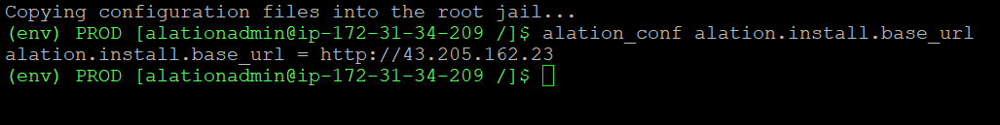 Copying configuration files into the root jail...
(env) PROD [alationadmin@ip-172-31-34-209 /]$ alation_conf alation.install.base_url
alation.install.base_url = http://43.205.162.23
(env) PROD [alationadmin@ip-172-31-34-209 /]$